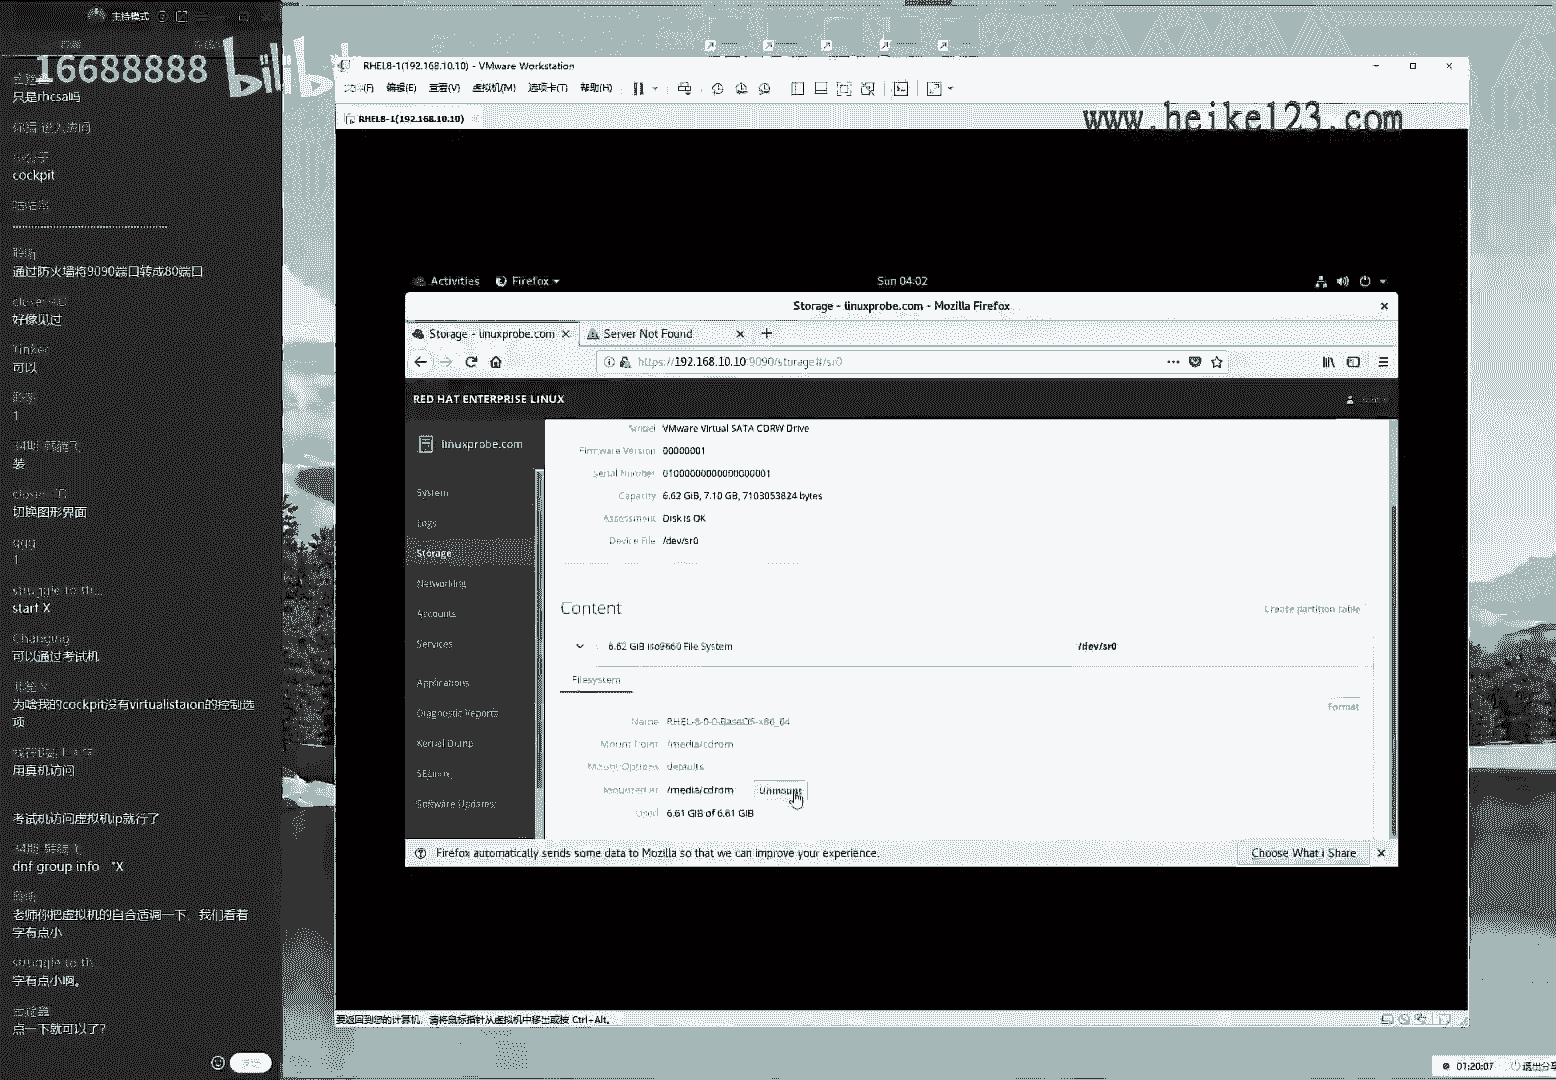 主持模式
16688888
bilibi
只是rhcsa吗
cockpit
通过防火墙将9090端口转成80端口
好像见过
Tinker
可以
1
装
切换图形界面
qqq
1
start X
Changing
可以通过考试机
为啥我的cockpit没有virtualistaion的控制选项
用真机访问
考试机访问虚拟机ip就行了
dnf group info "X
老师你把虚拟机的自合适调一下，我们看着字有点小
struggle to th...
字有点小啊。
点一下就可以了?
RHEL8-1(192.168.10.10) - VMware Workstation
编辑(E) 查看(V) 虚拟机(M) 选项卡(T) 帮助(H)
RHEL8-1(192.168.10.10)
www.heike123.com
Activities Firefox Sun 04:02
Storage - linuxprobe.com - Mozilla Firefox
Storage - linuxprobe.com Server Not Found
https://192.168.10.10:9090/storage#/sr0
RED HAT ENTERPRISE LINUX
linuxprobe.com
System
Logs
Storage
Networking
Accounts
Services
Applications
Diagnostic Reports
Kernel Dump
SELinux
Software Updates
Model VMware Virtual SATA CDRW Drive
Firmware Version 00000001
Serial Number 01000000000000000001
Capacity 6.62 GiB, 7.10 GB, 7103053824 bytes
Assessment Disk is OK
Device File /dev/sr0
Content Create partition table
6.62 GiB iso9660 File System /dev/sr0
Filesystem
Format
Name RHEL-8-0-0-BaseOS-x86_64
Mount Point /media/cdrom
Mount Options defaults
Mounted At /media/cdrom Unmount
Used 6.61 GiB of 6.61 GiB
Firefox automatically sends some data to Mozilla so that we can improve your experience. Choose What I Share
要返回到您的计算机，请将鼠标指针从虚拟机中移出或按 Ctrl+Alt。
01:20:07 退出分享